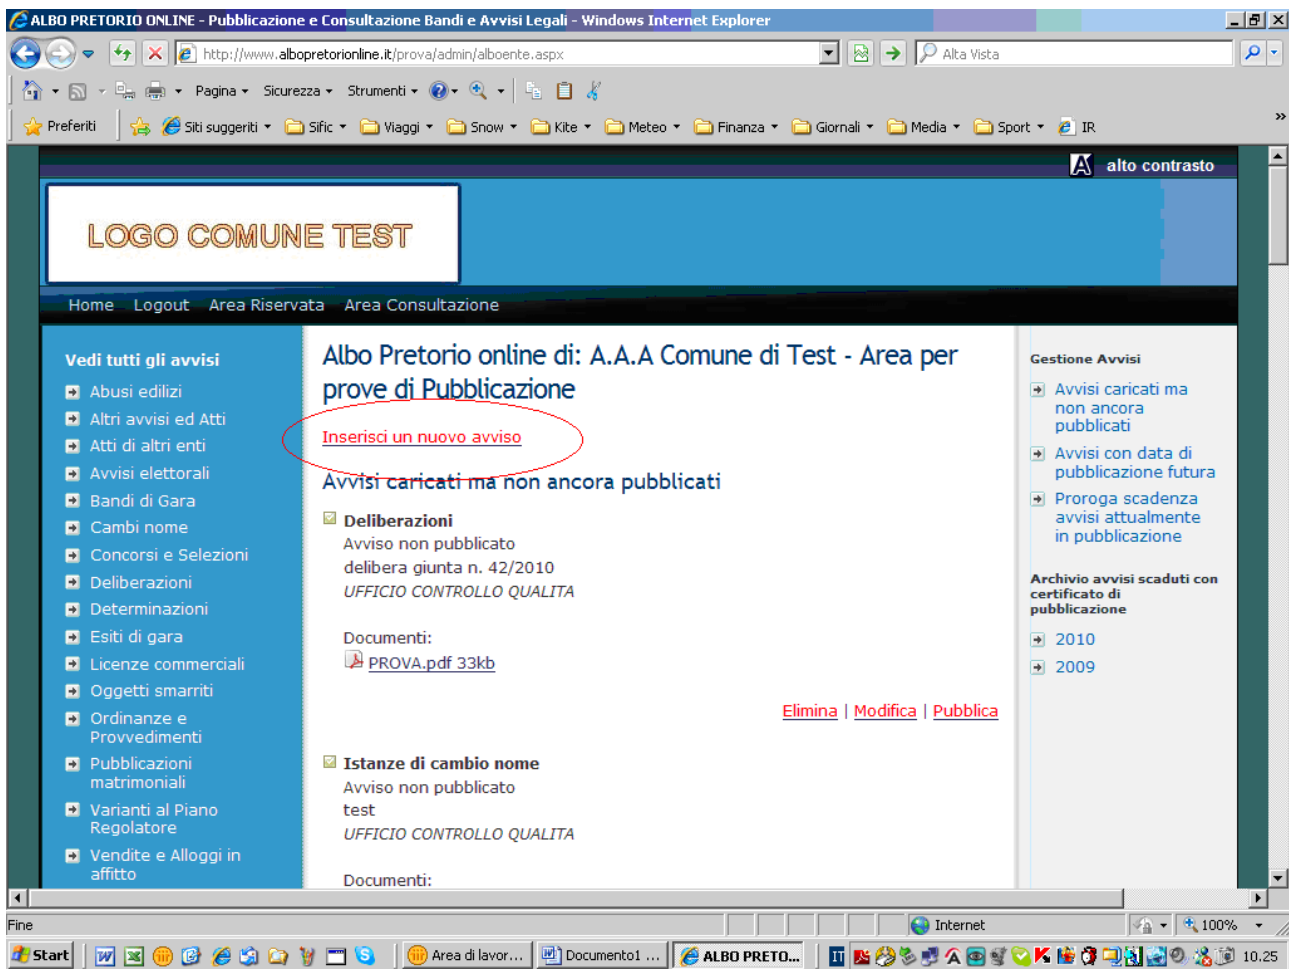 ALBO PRETORIO ONLINE - Pubblicazione e Consultazione Bandi e Avvisi Legali - Windows Internet Explorer
http://www.albopretorionline.it/prova/admin/alboente.aspx
Alta Vista
Pagina Sicurezza Strumenti
Preferiti Siti suggeriti Sific Viaggi Snow Kite Meteo Finanza Giornali Media Sport IR
alto contrasto
LOGO COMUNE TEST
Home Logout Area Riservata Area Consultazione
Vedi tutti gli avvisi
Abusi edilizi
Altri avvisi ed Atti
Atti di altri enti
Avvisi elettorali
Bandi di Gara
Cambi nome
Concorsi e Selezioni
Deliberazioni
Determinazioni
Esiti di gara
Licenze commerciali
Oggetti smarriti
Ordinanze e
Provvedimenti
Pubblicazioni
matrimoniali
Varianti al Piano
Regolatore
Vendite e Alloggi in
affitto
Albo Pretorio online di: A.A.A Comune di Test - Area per
prove di Pubblicazione
Inserisci un nuovo avviso
Avvisi caricati ma non ancora pubblicati
Deliberazioni
Avviso non pubblicato
delibera giunta n. 42/2010
UFFICIO CONTROLLO QUALITA
Documenti:
PROVA.pdf 33kb
Elimina | Modifica | Pubblica
Istanze di cambio nome
Avviso non pubblicato
test
UFFICIO CONTROLLO QUALITA
Documenti:
Gestione Avvisi
Avvisi caricati ma
non ancora
pubblicati
Avvisi con data di
pubblicazione futura
Proroga scadenza
avvisi attualmente
in pubblicazione
Archivio avvisi scaduti con
certificato di
pubblicazione
2010
2009
Fine Internet 100%
Start Area di lavor... Documento1 ... ALBO PRETO... 10.25